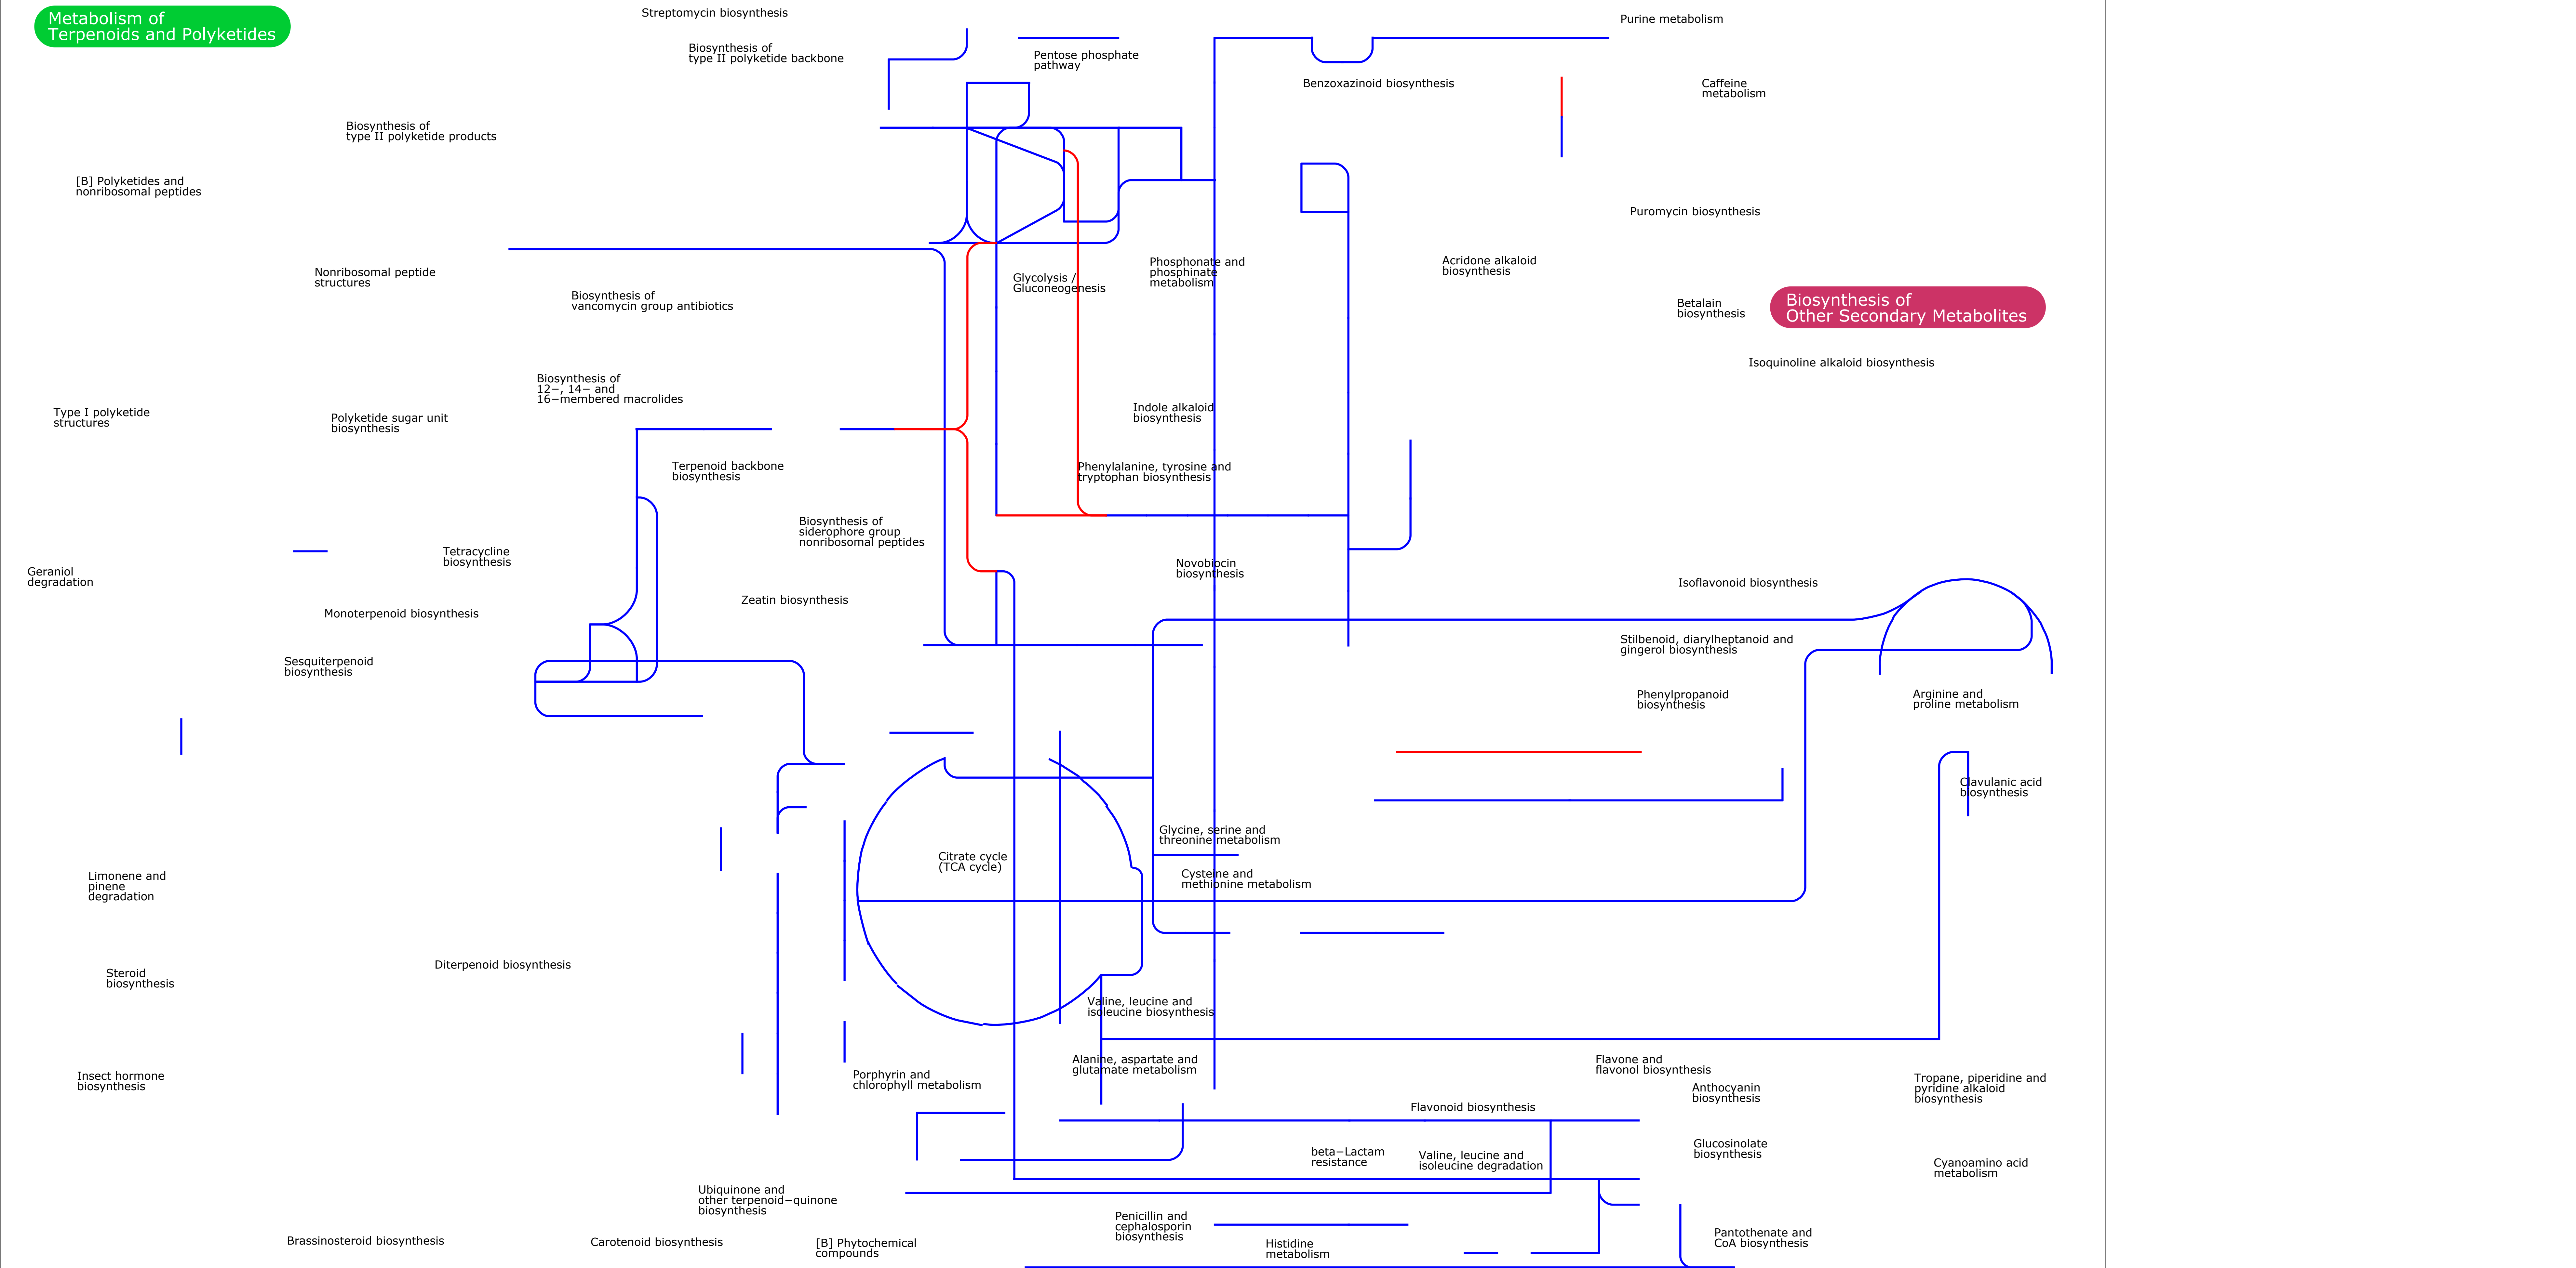 Metabolism of
Terpenoids and Polyketides
Streptomycin biosynthesis
Purine metabolism
Biosynthesis of
type II polyketide backbone
Pentose phosphate
pathway
Benzoxazinoid biosynthesis
Caffeine
metabolism
Biosynthesis of
type II polyketide products
[B] Polyketides and
nonribosomal peptides
Puromycin biosynthesis
Nonribosomal peptide
structures
Glycolysis /
Gluconeogenesis
Phosphonate and
phosphinate
metabolism
Acridone alkaloid
biosynthesis
Biosynthesis of
vancomycin group antibiotics
Betalain
biosynthesis
Biosynthesis of
Other Secondary Metabolites
Isoquinoline alkaloid biosynthesis
Biosynthesis of
12−, 14− and
16−membered macrolides
Type I polyketide
structures
Polyketide sugar unit
biosynthesis
Indole alkaloid
biosynthesis
Terpenoid backbone
biosynthesis
Phenylalanine, tyrosine and
tryptophan biosynthesis
Biosynthesis of
siderophore group
nonribosomal peptides
Tetracycline
biosynthesis
Geraniol
degradation
Novobiocin
biosynthesis
Isoflavonoid biosynthesis
Zeatin biosynthesis
Monoterpenoid biosynthesis
Stilbenoid, diarylheptanoid and
gingerol biosynthesis
Sesquiterpenoid
biosynthesis
Phenylpropanoid
biosynthesis
Arginine and
proline metabolism
Clavulanic acid
biosynthesis
Glycine, serine and
threonine metabolism
Citrate cycle
(TCA cycle)
Cysteine and
methionine metabolism
Limonene and
pinene
degradation
Diterpenoid biosynthesis
Steroid
biosynthesis
Valine, leucine and
isoleucine biosynthesis
Alanine, aspartate and
glutamate metabolism
Flavone and
flavonol biosynthesis
Insect hormone
biosynthesis
Porphyrin and
chlorophyll metabolism
Anthocyanin
biosynthesis
Tropane, piperidine and
pyridine alkaloid
biosynthesis
Flavonoid biosynthesis
Glucosinolate
biosynthesis
beta−Lactam
resistance
Valine, leucine and
isoleucine degradation
Cyanoamino acid
metabolism
Ubiquinone and
other terpenoid−quinone
biosynthesis
Penicillin and
cephalosporin
biosynthesis
Pantothenate and
CoA biosynthesis
Brassinosteroid biosynthesis
Carotenoid biosynthesis
[B] Phytochemical
compounds
Histidine
metabolism